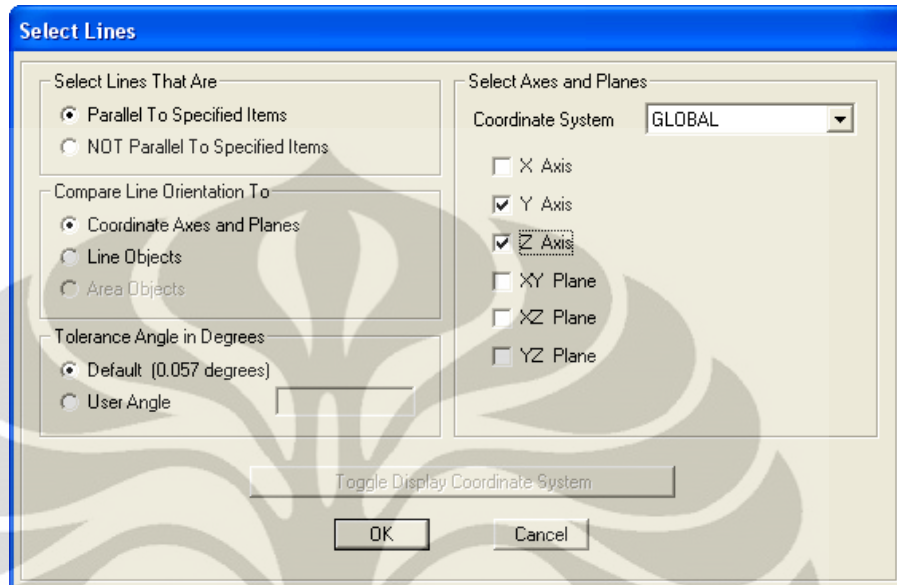 Select Lines
Select Lines That Are
Parallel To Specified Items
NOT Parallel To Specified Items
Compare Line Orientation To
Coordinate Axes and Planes
Line Objects
Area Objects
Tolerance Angle in Degrees
Default (0.057 degrees)
User Angle
Select Axes and Planes
Coordinate System
GLOBAL
X Axis
Y Axis
Z Axis
XY Plane
XZ Plane
YZ Plane
Toggle Display Coordinate System
OK
Cancel